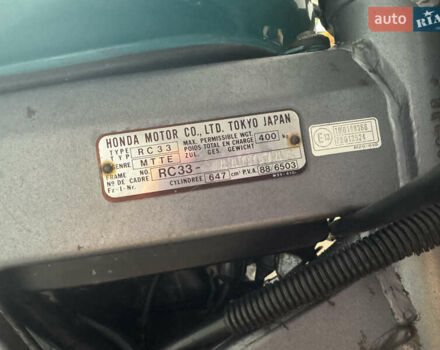 auto RIA
HONDA MOTOR CO., LTD. TOKYO JAPAN
TYPE RC33 MAX. PERMISSIBLE WGT.
TYP POIDS TOTAL EN CHARGE 400 kg
GENRE MTTE ZUL. GES. GEWICHT
FRAME NO. RC33-
Nº DE CADRE
Fz-I-Nr. CYLINDREE 647 cm³ P.V.A. 88 6503
E13